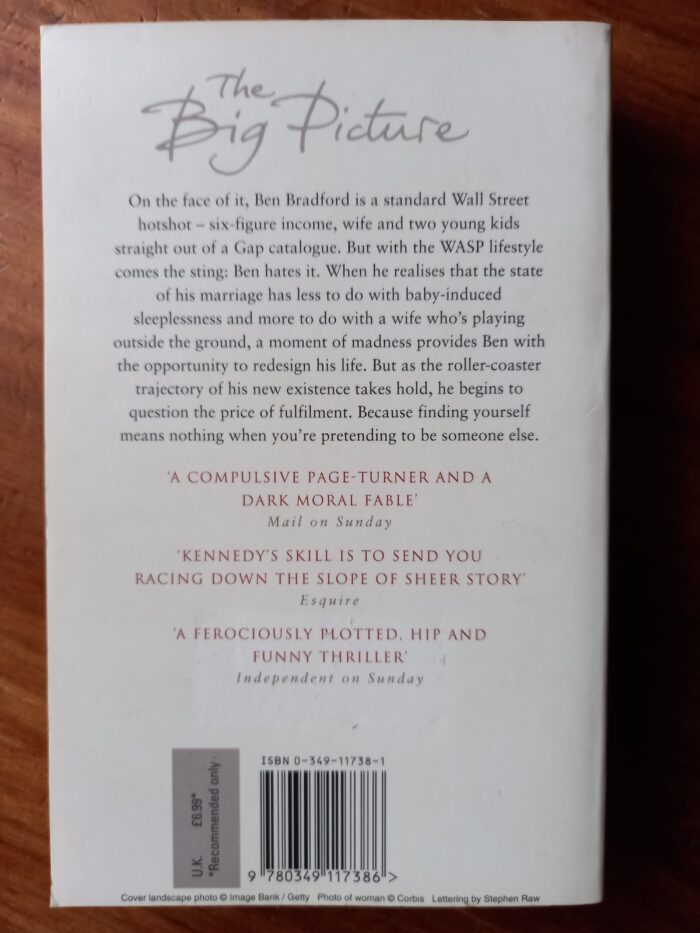 The
Big Picture
On the face of it, Ben Bradford is a standard Wall Street
hotshot – six-figure income, wife and two young kids
straight out of a Gap catalogue. But with the WASP lifestyle
comes the sting: Ben hates it. When he realises that the state
of his marriage has less to do with baby-induced
sleeplessness and more to do with a wife who's playing
outside the ground, a moment of madness provides Ben with
the opportunity to redesign his life. But as the roller-coaster
trajectory of his new existence takes hold, he begins to
question the price of fulfilment. Because finding yourself
means nothing when you're pretending to be someone else.
'A COMPULSIVE PAGE-TURNER AND A
DARK MORAL FABLE'
Mail on Sunday
'KENNEDY'S SKILL IS TO SEND YOU
RACING DOWN THE SLOPE OF SHEER STORY'
Esquire
'A FEROCIOUSLY PLOTTED, HIP AND
FUNNY THRILLER'
Independent on Sunday
U.K. £6.99*
*Recommended only
ISBN 0-349-11738-1
9 780349 117386 >
Cover landscape photo © Image Bank / Getty Photo of woman © Corbis Lettering by Stephen Raw